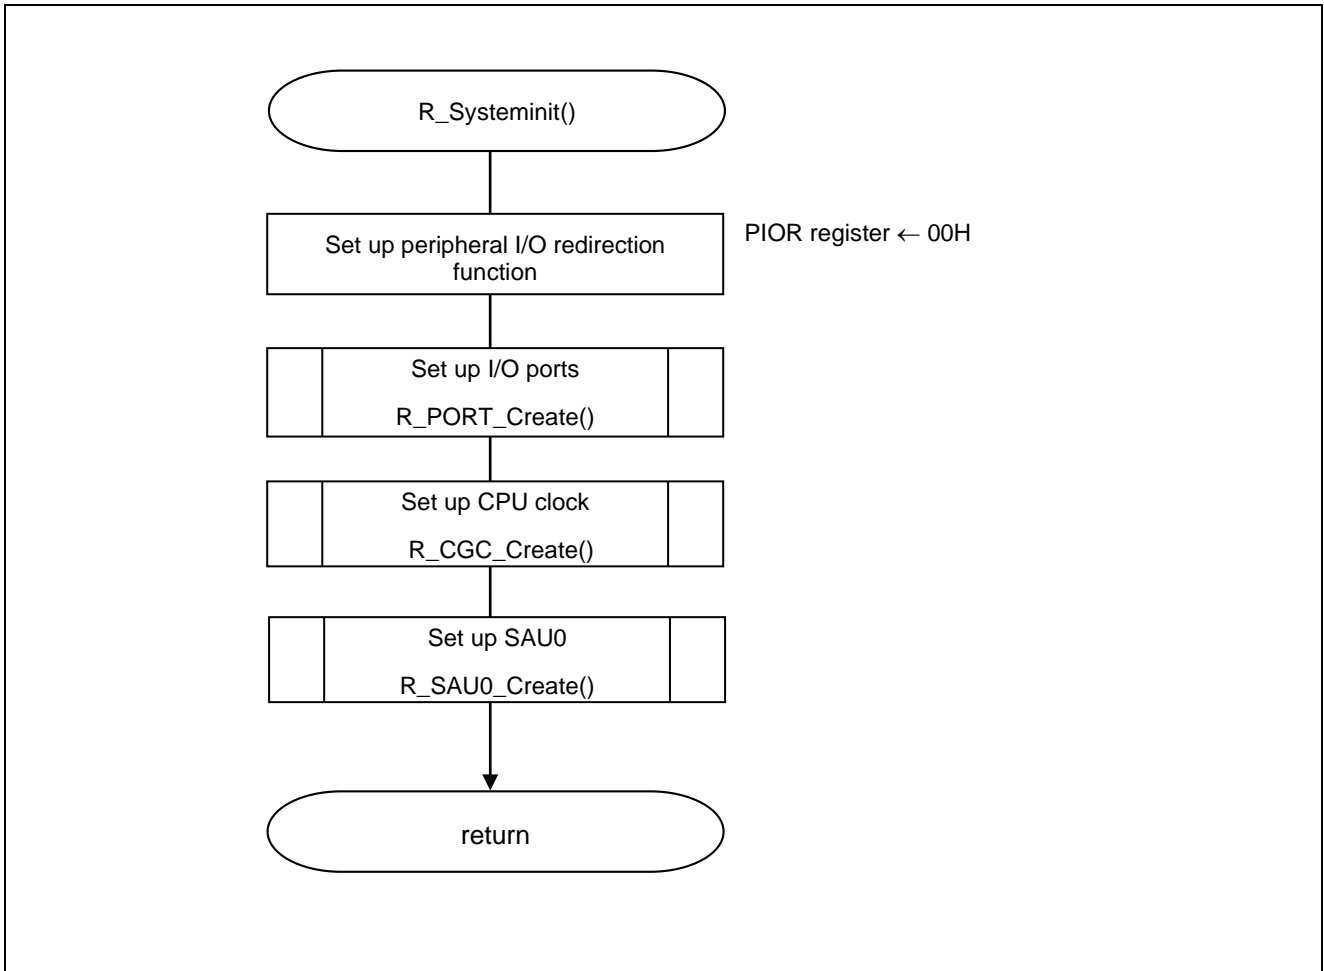 R_Systeminit()
Set up peripheral I/O redirection
function
PIOR register ← 00H
Set up I/O ports
R_PORT_Create()
Set up CPU clock
R_CGC_Create()
Set up SAU0
R_SAU0_Create()
return